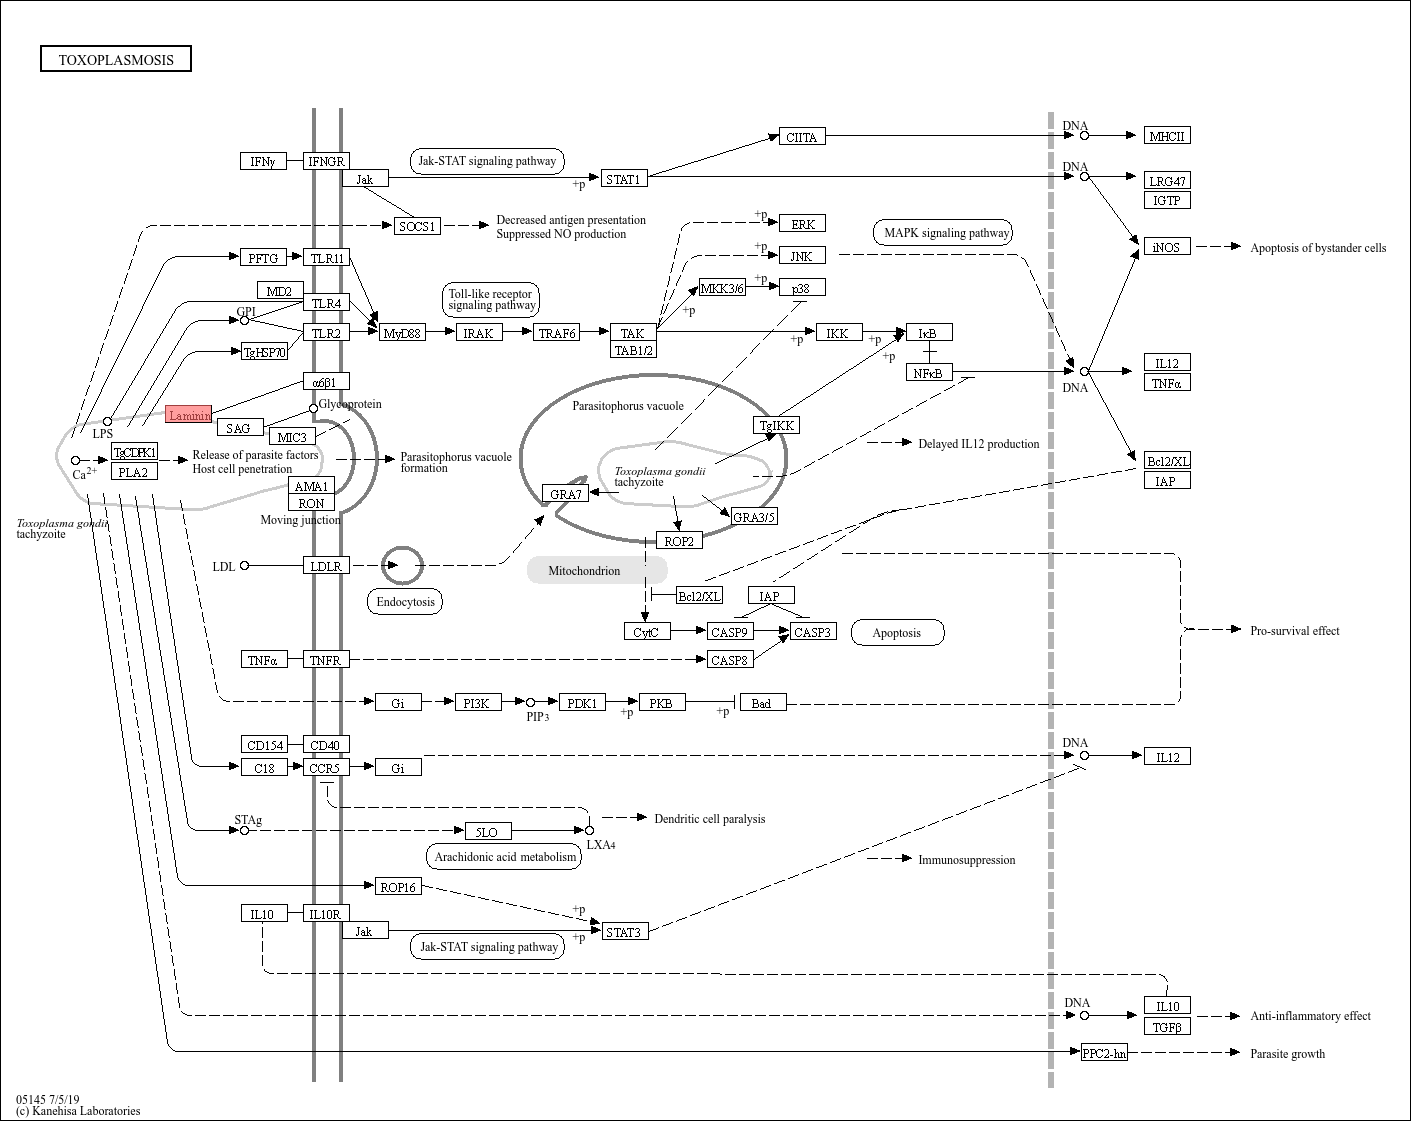 TOXOPLASMOSIS
DNA
CIITA
MHCII
IFNγ
IFNGR
Jak-STAT signaling pathway
DNA
Jak
+p
STAT1
LRG47
IGTP
SOCS1
Decreased antigen presentation
Suppressed NO production
+p
ERK
MAPK signaling pathway
iNOS
Apoptosis of bystander cells
PFTG
TLR11
+p
JNK
MD2
TLR4
Toll-like receptor
signaling pathway
MKK3/6
+p
p38
GPI
+p
TLR2
MyD88
IRAK
TRAF6
TAK
TAB1/2
+p
IKK
+p
IκB
TgHSP70
+p
NFκB
IL12
TNFα
DNA
α6β1
Laminin
Glycoprotein
Parasitophorus vacuole
SAG
MIC3
TgIKK
LPS
Ca2+
TgCDPK1
PLA2
Release of parasite factors
Host cell penetration
Parasitophorus vacuole
formation
Delayed IL12 production
Toxoplasma gondii
tachyzoite
Bcl2/XL
IAP
AMA1
RON
GRA7
GRA3/5
Moving junction
Toxoplasma gondii
tachyzoite
ROP2
LDL
LDLR
Mitochondrion
Endocytosis
Bcl2/XL
IAP
CytC
CASP9
CASP3
Apoptosis
Pro-survival effect
TNFα
TNFR
CASP8
Gi
PI3K
PIP3
PDK1
+p
PKB
+p
Bad
CD154
CD40
DNA
IL12
C18
CCR5
Gi
STAg
5LO
LXA4
Dendritic cell paralysis
Arachidonic acid metabolism
Immunosuppression
ROP16
+p
IL10
IL10R
Jak
+p
STAT3
Jak-STAT signaling pathway
DNA
IL10
TGFβ
Anti-inflammatory effect
PPC2-hn
Parasite growth
05145 7/5/19
(c) Kanehisa Laboratories